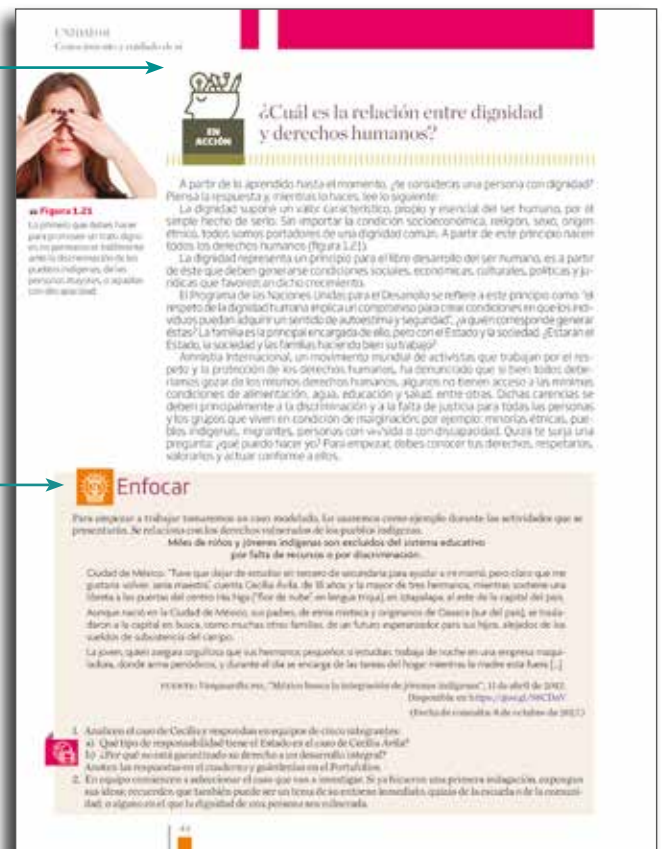 UNIDAD 01
Conocimiento y cuidado de sí
EN
ACCIÓN
¿Cuál es la relación entre dignidad
y derechos humanos?
Figura 1.21
Lo primero que debes hacer
para promover un trato digno
es no permanecer indiferente
ante la discriminación de los
pueblos indígenas, de las
personas mayores, o aquellas
con discapacidad.
A partir de lo aprendido hasta el momento, ¿te consideras una persona con dignidad?
Piensa la respuesta y, mientras lo haces, lee lo siguiente:
La dignidad supone un valor característico, propio y esencial del ser humano, por el
simple hecho de serlo. Sin importar la condición socioeconómica, religión, sexo, origen
étnico, todos somos portadores de una dignidad común. A partir de este principio nacen
todos los derechos humanos (figura 1.21).
La dignidad representa un principio para el libre desarrollo del ser humano, es a partir
de éste que deben generarse condiciones sociales, económicas, culturales, políticas y ju-
rídicas que favorezcan dicho crecimiento.
El Programa de las Naciones Unidas para el Desarrollo se refiere a este principio como: "el
respeto de la dignidad humana implica un compromiso para crear condiciones en que los indi-
viduos puedan adquirir un sentido de autoestima y seguridad", ¿a quién corresponde generar
éstas? La familia es la principal encargada de ello, pero con el Estado y la sociedad. ¿Estarán el
Estado, la sociedad y las familias haciendo bien su trabajo?
Amnistía Internacional, un movimiento mundial de activistas que trabajan por el res-
peto y la protección de los derechos humanos, ha denunciado que si bien todos debe-
ríamos gozar de los mismos derechos humanos, algunos no tienen acceso a las mínimas
condiciones de alimentación, agua, educación y salud, entre otras. Dichas carencias se
deben principalmente a la discriminación y a la falta de justicia para todas las personas
y los grupos que viven en condición de marginación; por ejemplo: minorías étnicas, pue-
blos indígenas, migrantes, personas con VIH/sida o con discapacidad. Quizá te surja una
pregunta: ¿qué puedo hacer yo? Para empezar, debes conocer tus derechos, respetarlos,
valorarlos y actuar conforme a ellos.
Enfocar
Para empezar a trabajar tomaremos un caso modelado. Lo usaremos como ejemplo durante las actividades que se
presentarán. Se relaciona con los derechos vulnerados de los pueblos indígenas.
Miles de niños y jóvenes indígenas son excluidos del sistema educativo
por falta de recursos o por discriminación.
Ciudad de México. "Tuve que dejar de estudiar en tercero de secundaria para ayudar a mi mamá, pero claro que me
gustaría volver, sería maestra", cuenta Cecilia Ávila, de 18 años y la mayor de tres hermanos, mientras sostiene una
libreta a las puertas del centro Yia Nga ("flor de nube" en lengua triqui), en Iztapalapa, al este de la capital del país.
Aunque nació en la Ciudad de México, sus padres, de etnia mixteca y originarios de Oaxaca (sur del país), se trasla-
daron a la capital en busca, como muchas otras familias, de un futuro esperanzador para sus hijos, alejados de los
sueldos de subsistencia del campo.
La joven, quien asegura orgullosa que sus hermanos pequeños sí estudian, trabaja de noche en una empresa maqui-
ladora, donde arma periódicos, y durante el día se encarga de las tareas del hogar mientras la madre está fuera [...]
FUENTE: Vanguardia MX, "México busca la integración de jóvenes indígenas", 11 de abril de 2012.
Disponible en
(Fecha de consulta: 8 de octubre de 2017.)
1. Analicen el caso de Cecilia y respondan en equipos de cinco integrantes:
a) Qué tipo de responsabilidad tiene el Estado en el caso de Cecilia Ávila?
b) ¿Por qué no está garantizado su derecho a un desarrollo integral?
Anoten las respuestas en el cuaderno y guárdenlas en el Portafolios.
2. En equipo comiencen a seleccionar el caso que van a investigar. Si ya hicieron una primera indagación, expongan
sus ideas; recuerden que también puede ser un tema de su entorno inmediato, quizás de la escuela o de la comuni-
dad, o alguno en el que la dignidad de una persona sea vulnerada.
44